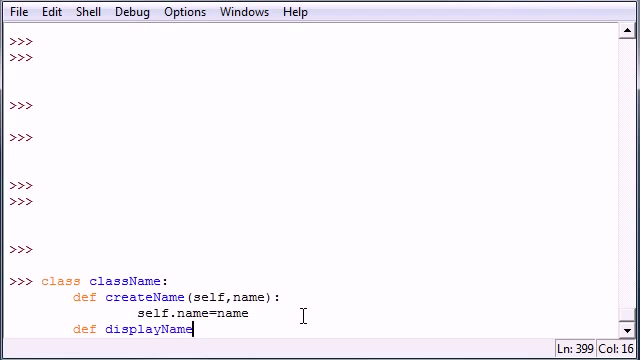 File Edit Shell Debug Options Windows Help
>>>
>>>
>>>
>>>
>>>
>>>
>>>
>>> class className:
def createName(self,name):
self.name=name
def displayName
Ln: 399 Col: 16